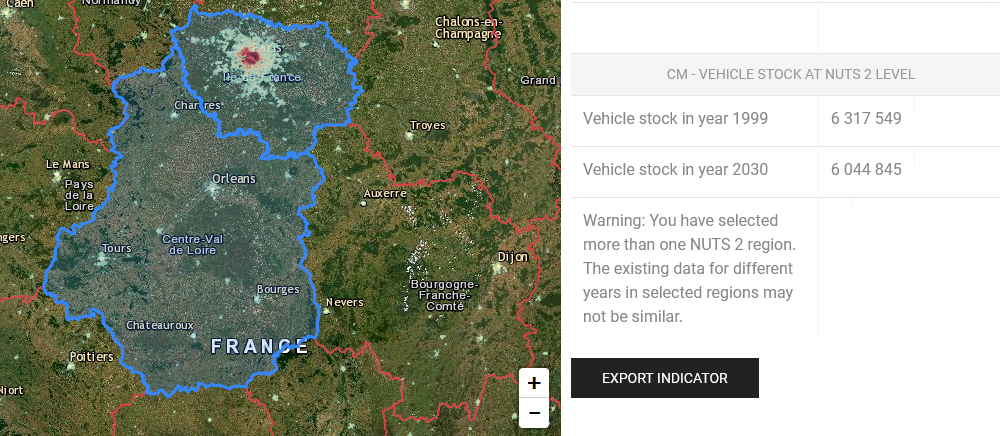 Caen
Normandy
Chalons-en-
Champagne
Paris
Ile-de-France
Grand
Chartres
Troyes
Le Mans
Pays
de la
Loire
Orleans
Auxerre
ngers
Tours
Centre-Val
de Loire
Dijon
Bourges
Nevers
Bourgogne-
Franche-
Comté
Châteauroux
FRANCE
Poitiers
Niort
+
−
CM - VEHICLE STOCK AT NUTS 2 LEVEL
Vehicle stock in year 1999 6 317 549
Vehicle stock in year 2030 6 044 845
Warning: You have selected
more than one NUTS 2 region.
The existing data for different
years in selected regions may
not be similar.
EXPORT INDICATOR